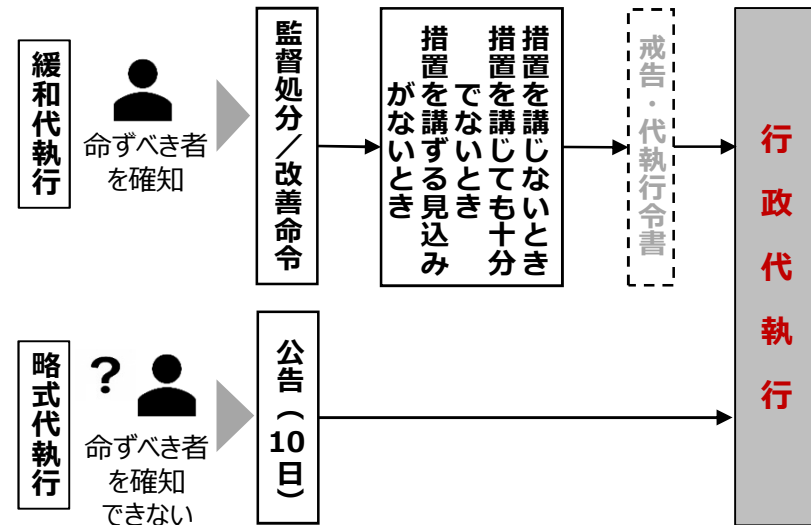 緩和代執行
命ずべき者
を確知
監督処分／改善命令
措置を講じないとき
措置を講じても十分
でないとき
措置を講ずる見込み
がないとき
戒告・代執行令書
行政代執行
略式代執行
?
命ずべき者
を確知
できない
公告（10日）